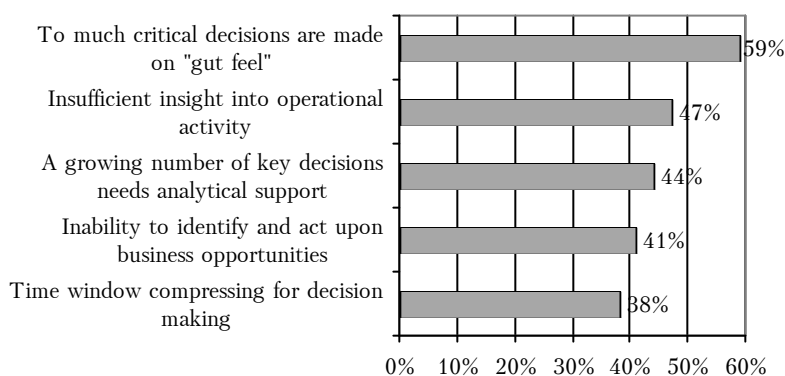 To much critical decisions are made
on "gut feel"
59%
Insufficient insight into operational
activity
47%
A growing number of key decisions
needs analytical support
44%
Inability to identify and act upon
business opportunities
41%
Time window compressing for decision
making
38%
0% 10% 20% 30% 40% 50% 60%